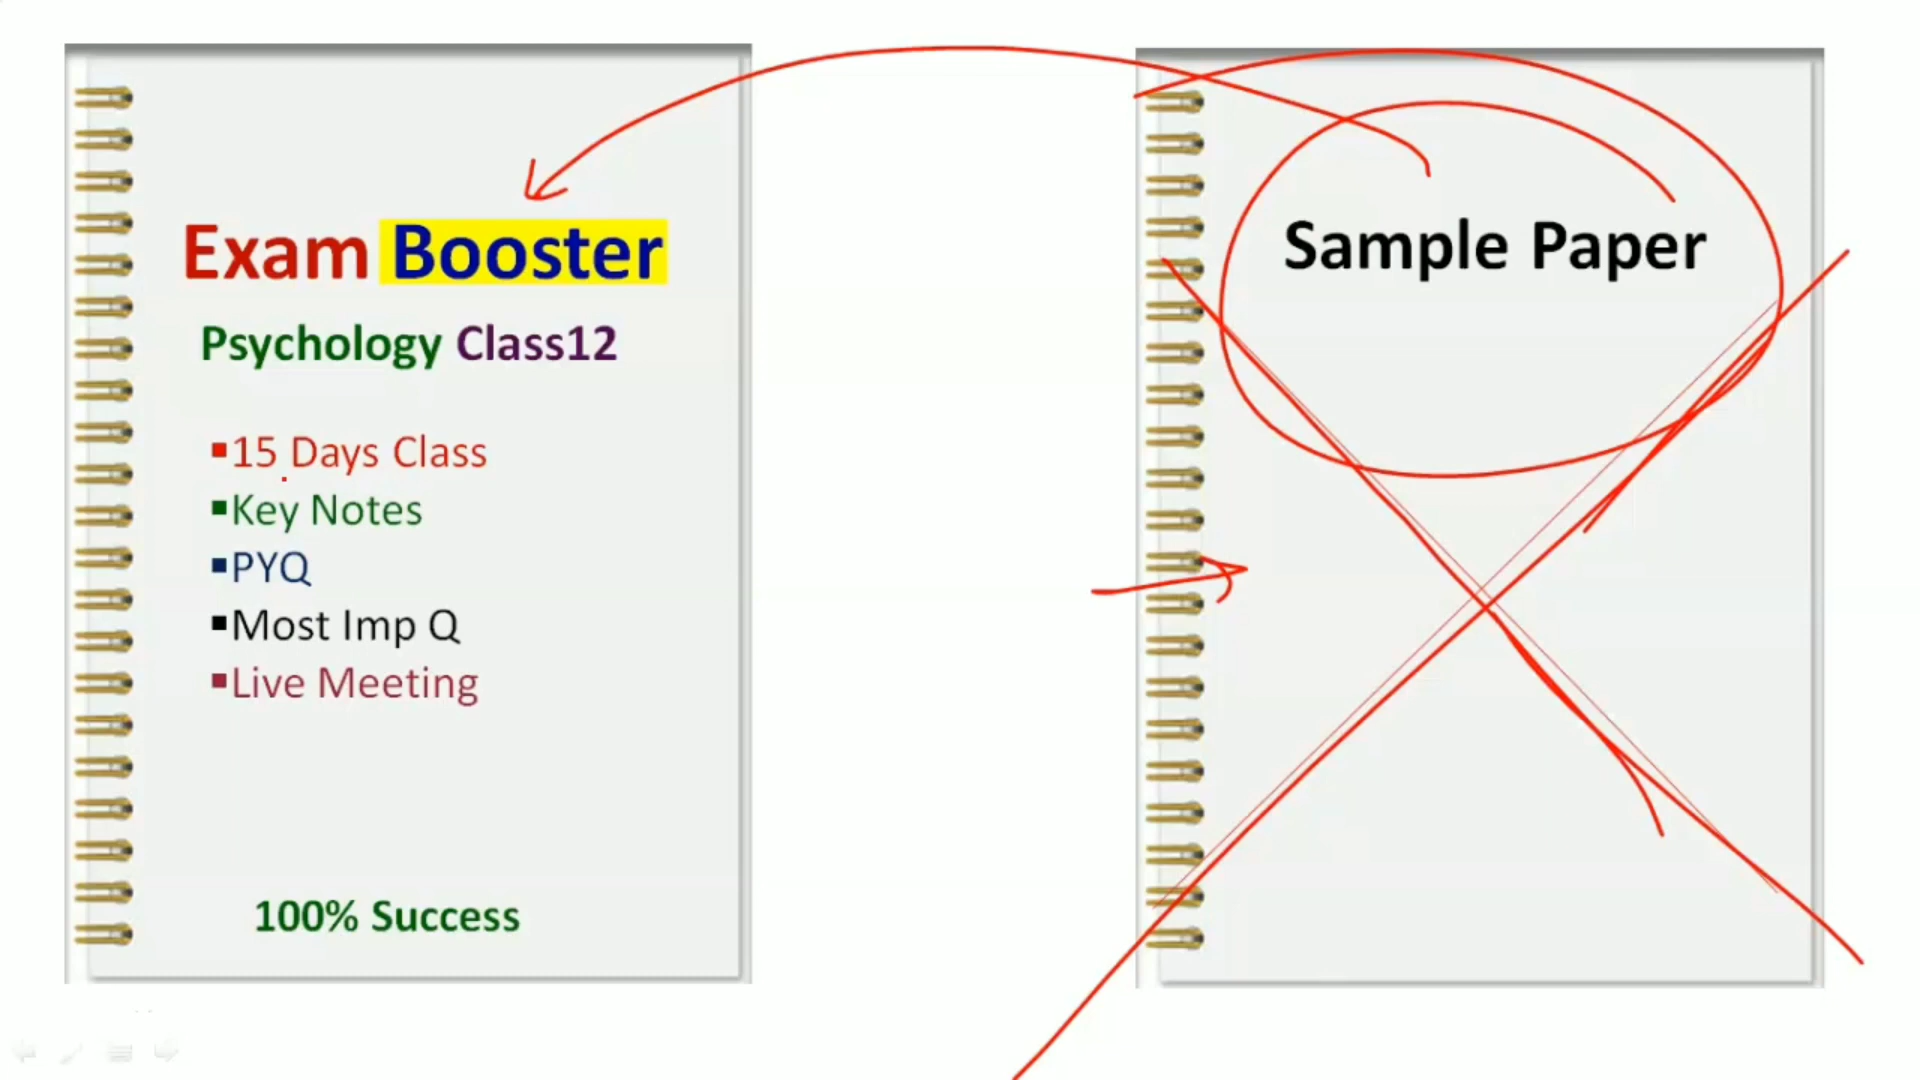 Exam Booster
Psychology Class12
▪15 Days Class
▪Key Notes
▪PYQ
▪Most Imp Q
▪Live Meeting
100% Success
Sample Paper